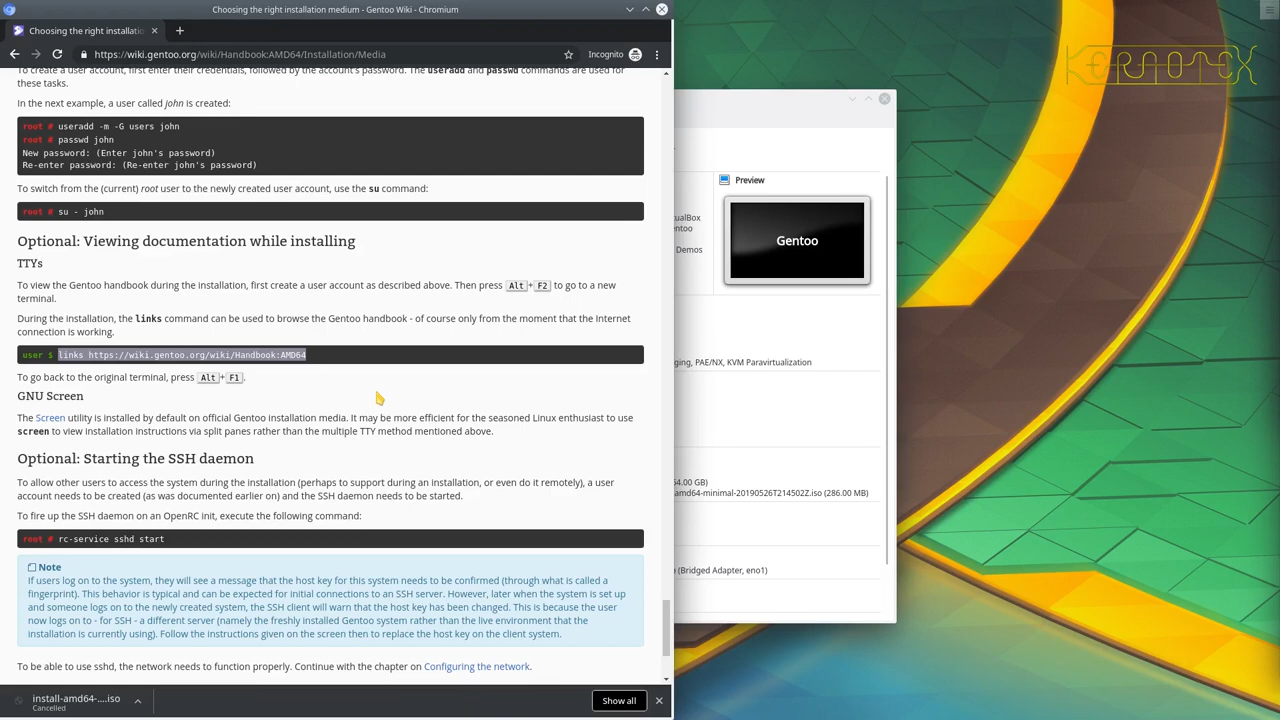 Choosing the right installation medium - Gentoo Wiki - Chromium
Choosing the right installatio
https://wiki.gentoo.org/wiki/Handbook:AMD64/Installation/Media
Incognito
To create a user account, first enter their credentials, followed by the account's password. The useradd and passwd commands are used for
these tasks.
In the next example, a user called john is created:
root # useradd -m -G users john
root # passwd john
New password: (Enter john's password)
Re-enter password: (Re-enter john's password)
To switch from the (current) root user to the newly created user account, use the su command:
root # su - john
Optional: Viewing documentation while installing
TTYs
To view the Gentoo handbook during the installation, first create a user account as described above. Then press Alt+F2 to go to a new
terminal.
During the installation, the links command can be used to browse the Gentoo handbook - of course only from the moment that the Internet
connection is working.
user $ links https://wiki.gentoo.org/wiki/Handbook:AMD64
To go back to the original terminal, press Alt+F1.
GNU Screen
The Screen utility is installed by default on official Gentoo installation media. It may be more efficient for the seasoned Linux enthusiast to use
screen to view installation instructions via split panes rather than the multiple TTY method mentioned above.
Optional: Starting the SSH daemon
To allow other users to access the system during the installation (perhaps to support during an installation, or even do it remotely), a user
account needs to be created (as was documented earlier on) and the SSH daemon needs to be started.
To fire up the SSH daemon on an OpenRC init, execute the following command:
root # rc-service sshd start
Note
If users log on to the system, they will see a message that the host key for this system needs to be confirmed (through what is called a
fingerprint). This behavior is typical and can be expected for initial connections to an SSH server. However, later when the system is set up
and someone logs on to the newly created system, the SSH client will warn that the host key has been changed. This is because the user
now logs on to - for SSH - a different server (namely the freshly installed Gentoo system rather than the live environment that the
installation is currently using). Follow the instructions given on the screen then to replace the host key on the client system.
To be able to use sshd, the network needs to function properly. Continue with the chapter on Configuring the network.
install-amd64-....iso
Cancelled
Show all
Preview
Gentoo
tualBox
entoo
Demos
ging, PAE/NX, KVM Paravirtualization
64.00 GB)
amd64-minimal-20190526T214502Z.iso (286.00 MB)
o (Bridged Adapter, eno1)